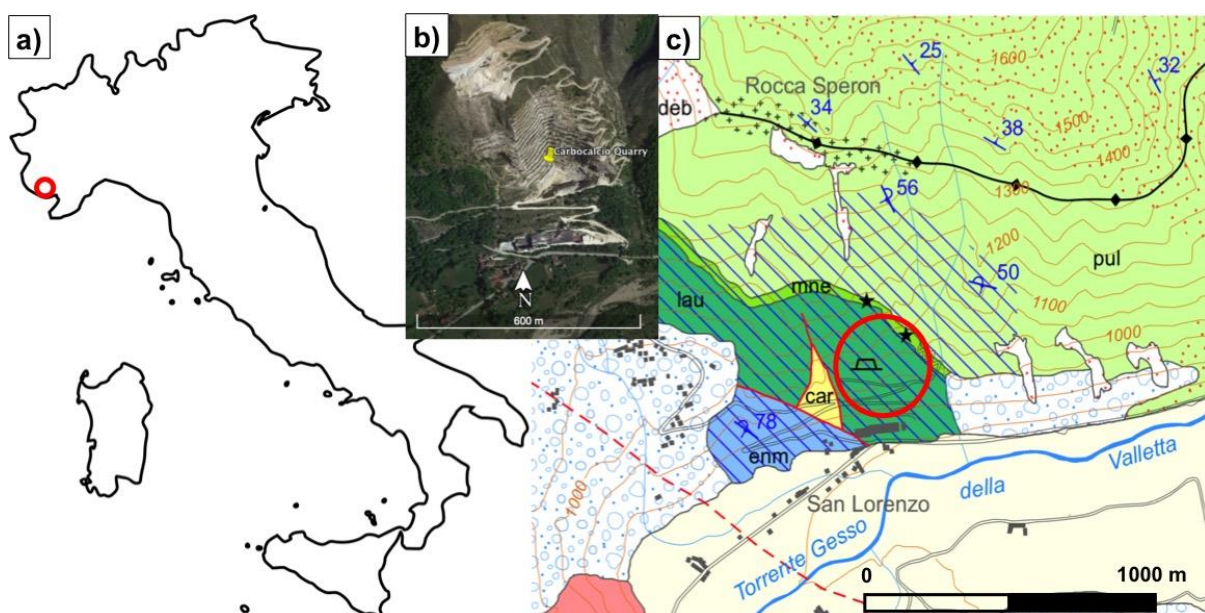 a)
b)
Carbocalcio Quarry
N
600 m
c)
25
1600
32
Rocca Speron
deb
34
38
1500
1400
56
1300
1200
50
pul
mne
1100
lau
1000
car
78
enm
1000
San Lorenzo
Torrente Gesso della Valletta
0
1000 m